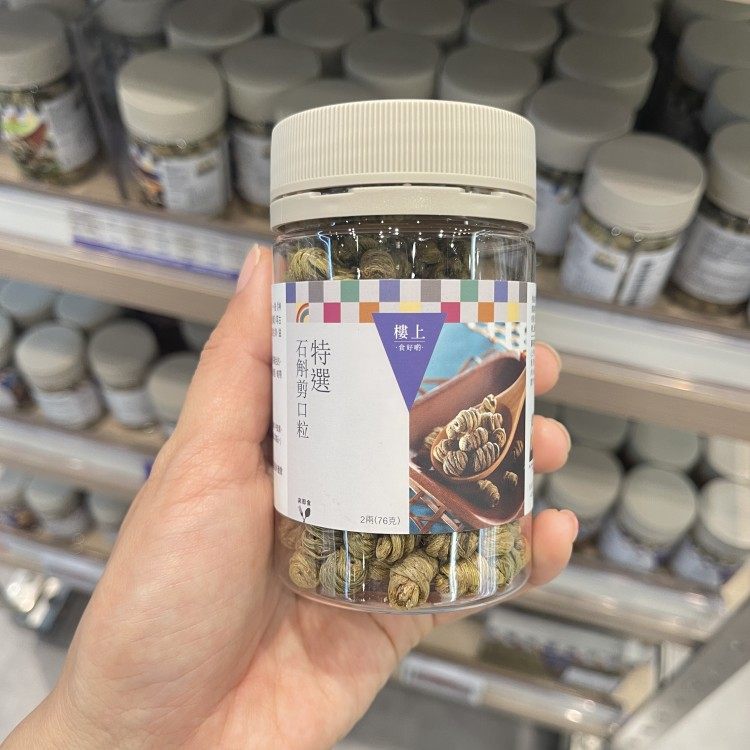 樓上
·食好啲·
特選
石斛剪口粒
2兩(76克)